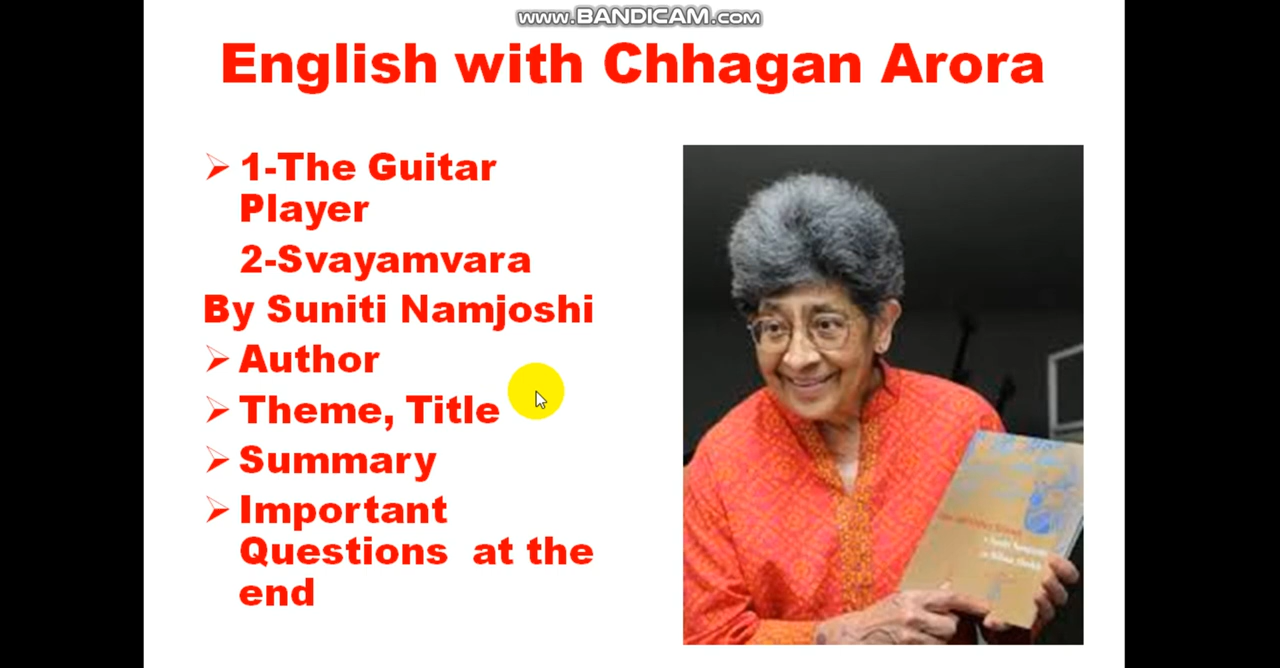 www.BANDICAM.com
English with Chhagan Arora
1-The Guitar
Player
2-Svayamvara
By Suniti Namjoshi
Author
Theme, Title
Summary
Important
Questions at the
end